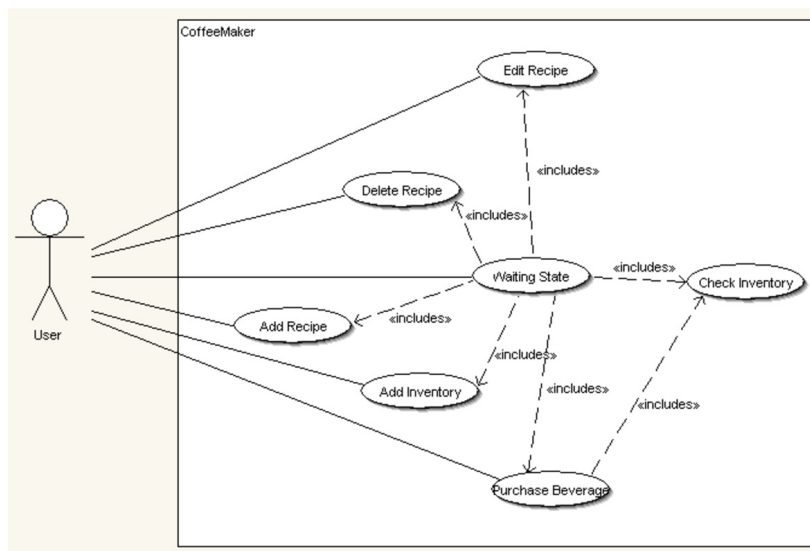 CoffeeMaker
Edit Recipe
«includes»
Delete Recipe
«includes»
Waiting State
«includes»
Check Inventory
Add Recipe
«includes»
User
«includes»
Add Inventory
«includes»
«includes»
Purchase Beverage